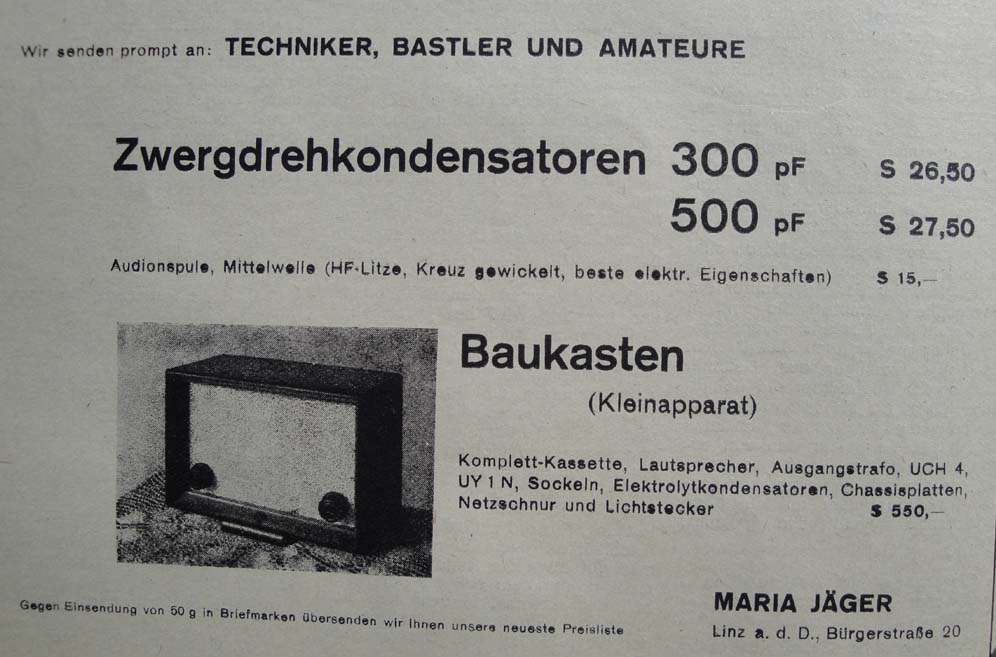 Wir senden prompt an: TECHNIKER, BASTLER UND AMATEURE
Zwergdrehkondensatoren 300 pF S 26,50
500 pF S 27,50
Audionspule, Mittelwelle (HF-Litze, Kreuz gewickelt, beste elektr. Eigenschaften) S 15,—
Baukasten
(Kleinapparat)
Komplett-Kassette, Lautsprecher, Ausgangstrafo, UCH 4,
UY 1 N, Sockeln, Elektrolytkondensatoren, Chassisplatten,
Netzschnur und Lichtstecker S 550,—
Gegen Einsendung von 50 g in Briefmarken übersenden wir Ihnen unsere neueste Preisliste
MARIA JÄGER
Linz a. d. D., Bürgerstraße 20